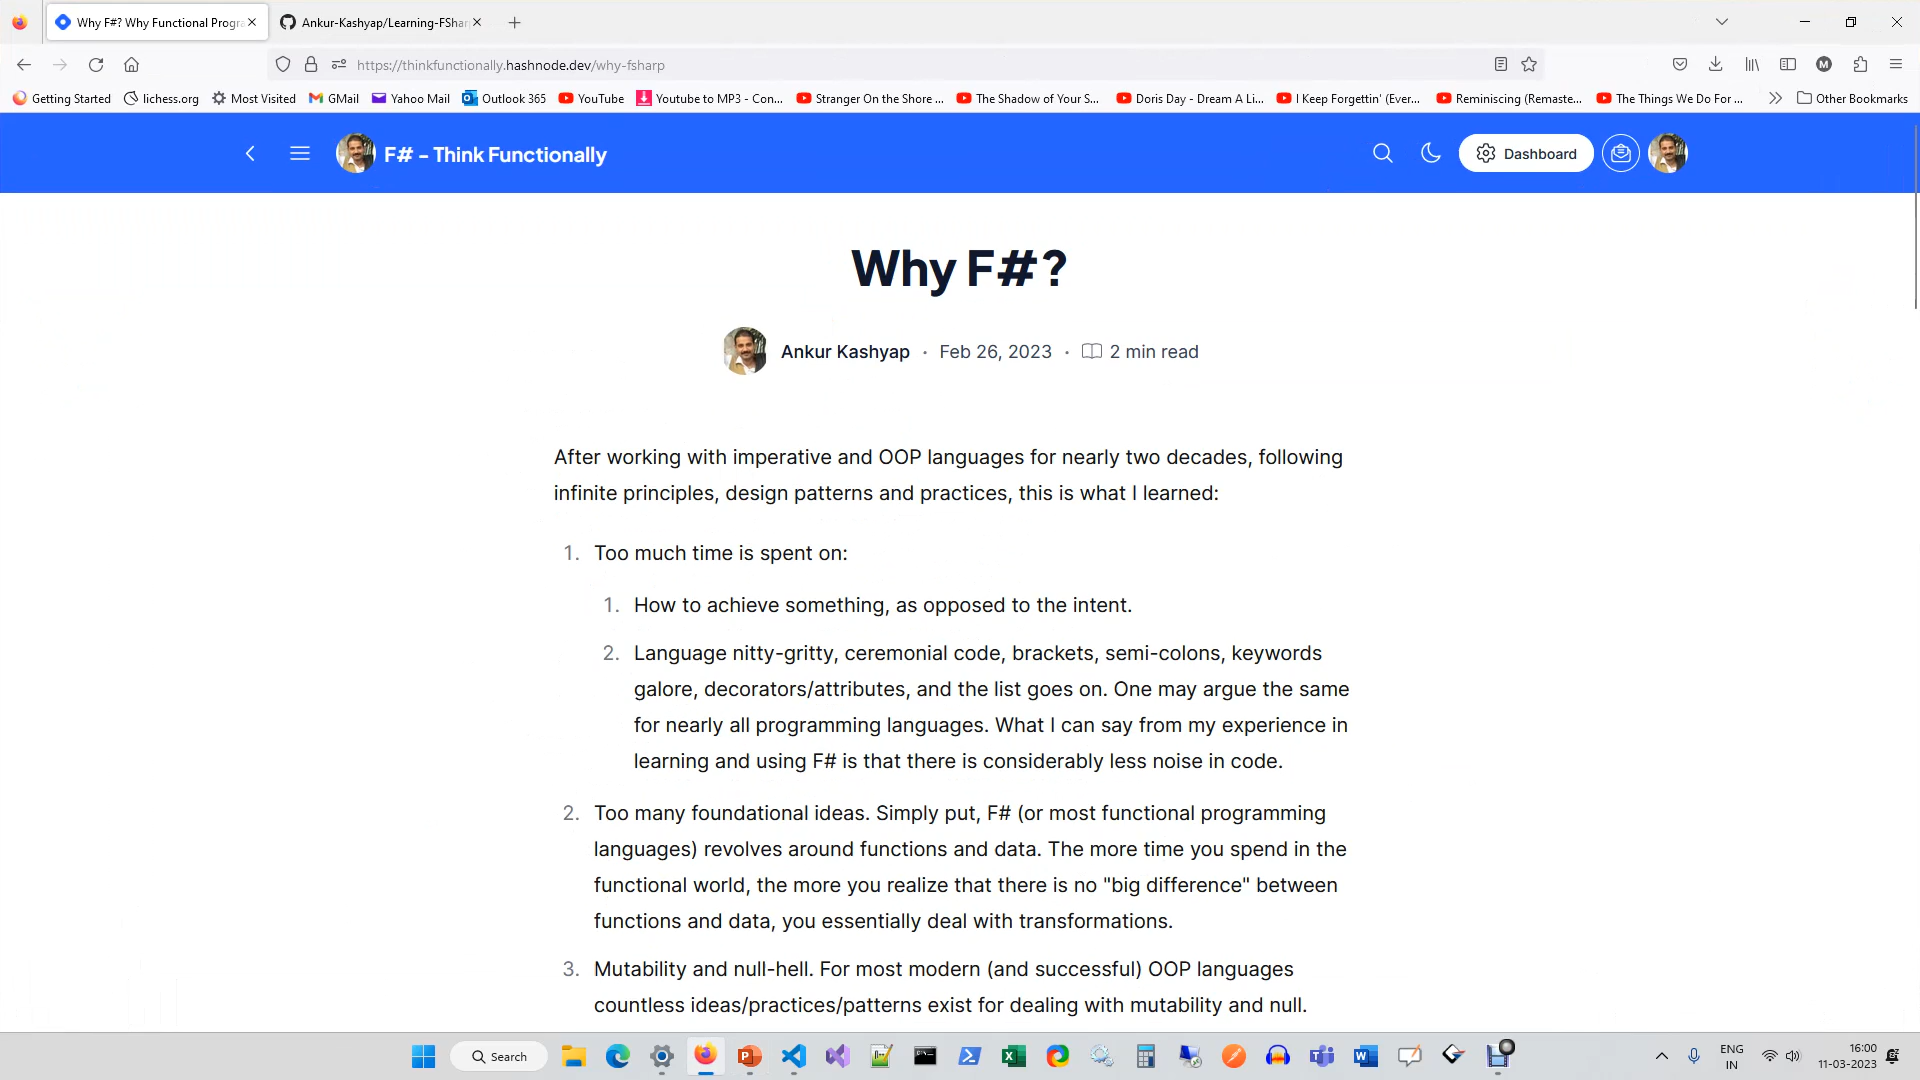 Why F#? Why Functional Progra
Ankur-Kashyap/Learning-FShar
https://thinkfunctionally.hashnode.dev/why-fsharp
M
Getting Started
lichess.org
Most Visited
GMail
Yahoo Mail
Outlook 365
YouTube
Youtube to MP3 - Con...
Stranger On the Shore ...
The Shadow of Your S...
Doris Day - Dream A Li...
I Keep Forgettin' (Ever...
Reminiscing (Remaste...
The Things We Do For ...
Other Bookmarks
F# - Think Functionally
Dashboard
Why F#?
Ankur Kashyap · Feb 26, 2023 · 2 min read
After working with imperative and OOP languages for nearly two decades, following
infinite principles, design patterns and practices, this is what I learned:
1. Too much time is spent on:
1. How to achieve something, as opposed to the intent.
2. Language nitty-gritty, ceremonial code, brackets, semi-colons, keywords
galore, decorators/attributes, and the list goes on. One may argue the same
for nearly all programming languages. What I can say from my experience in
learning and using F# is that there is considerably less noise in code.
2. Too many foundational ideas. Simply put, F# (or most functional programming
languages) revolves around functions and data. The more time you spend in the
functional world, the more you realize that there is no "big difference" between
functions and data, you essentially deal with transformations.
3. Mutability and null-hell. For most modern (and successful) OOP languages
countless ideas/practices/patterns exist for dealing with mutability and null.
Search
ENG
IN
16:00
11-03-2023